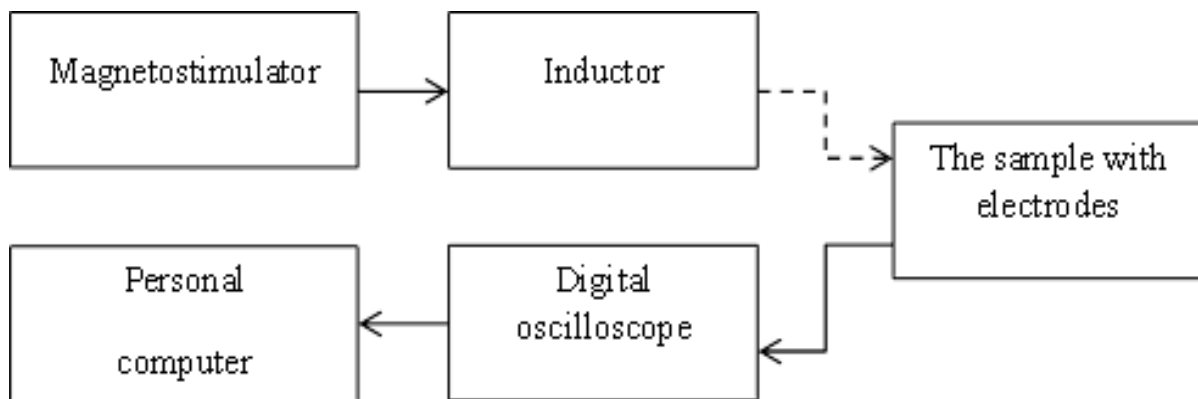 Magnetostimulator
Inductor
The sample with
electrodes
Personal
computer
Digital
oscilloscope